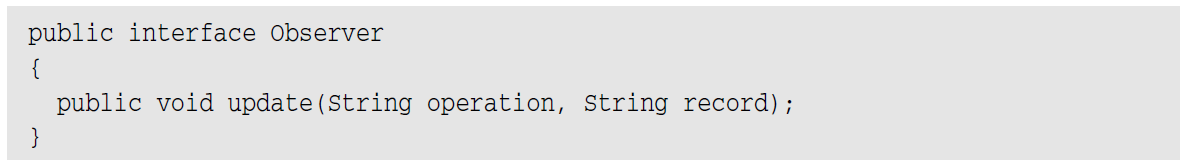 public interface Observer
{
  public void update(String operation, String record);
}